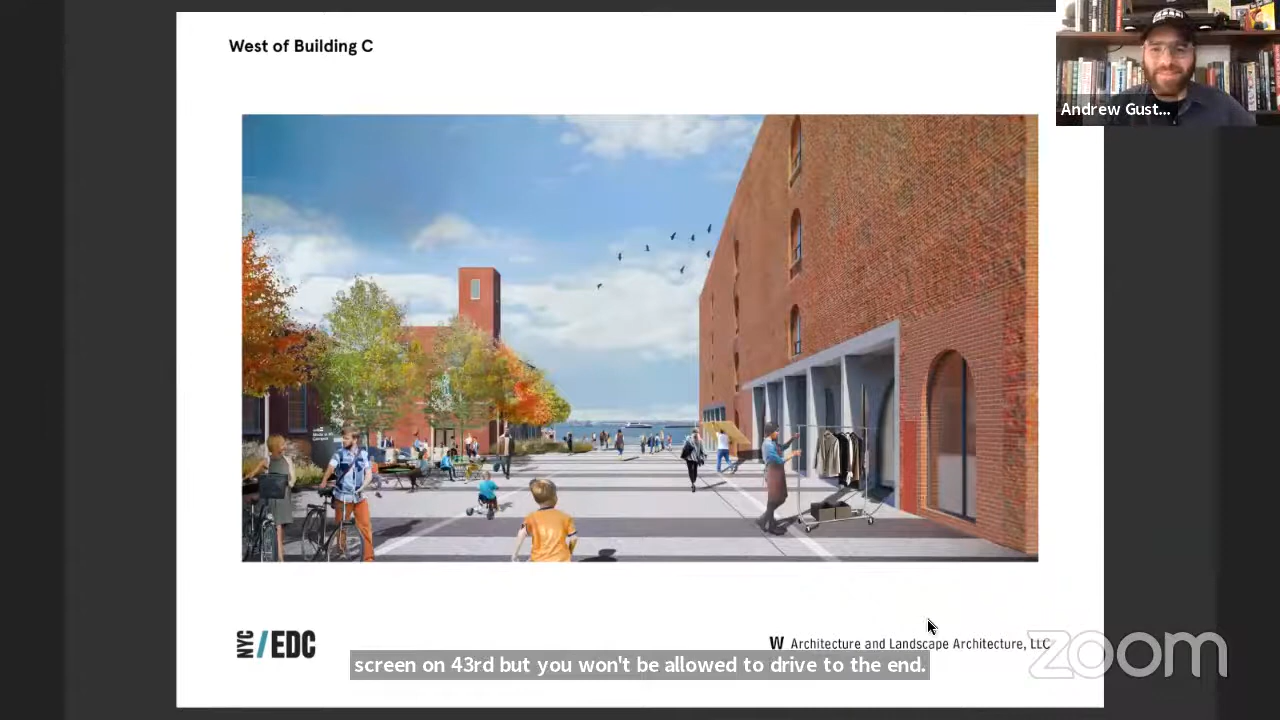 West of Building C
Andrew Gust...
NYC / EDC
W Architecture and Landscape Architecture, LLC
screen on 43rd but you won't be allowed to drive to the end.
zoom